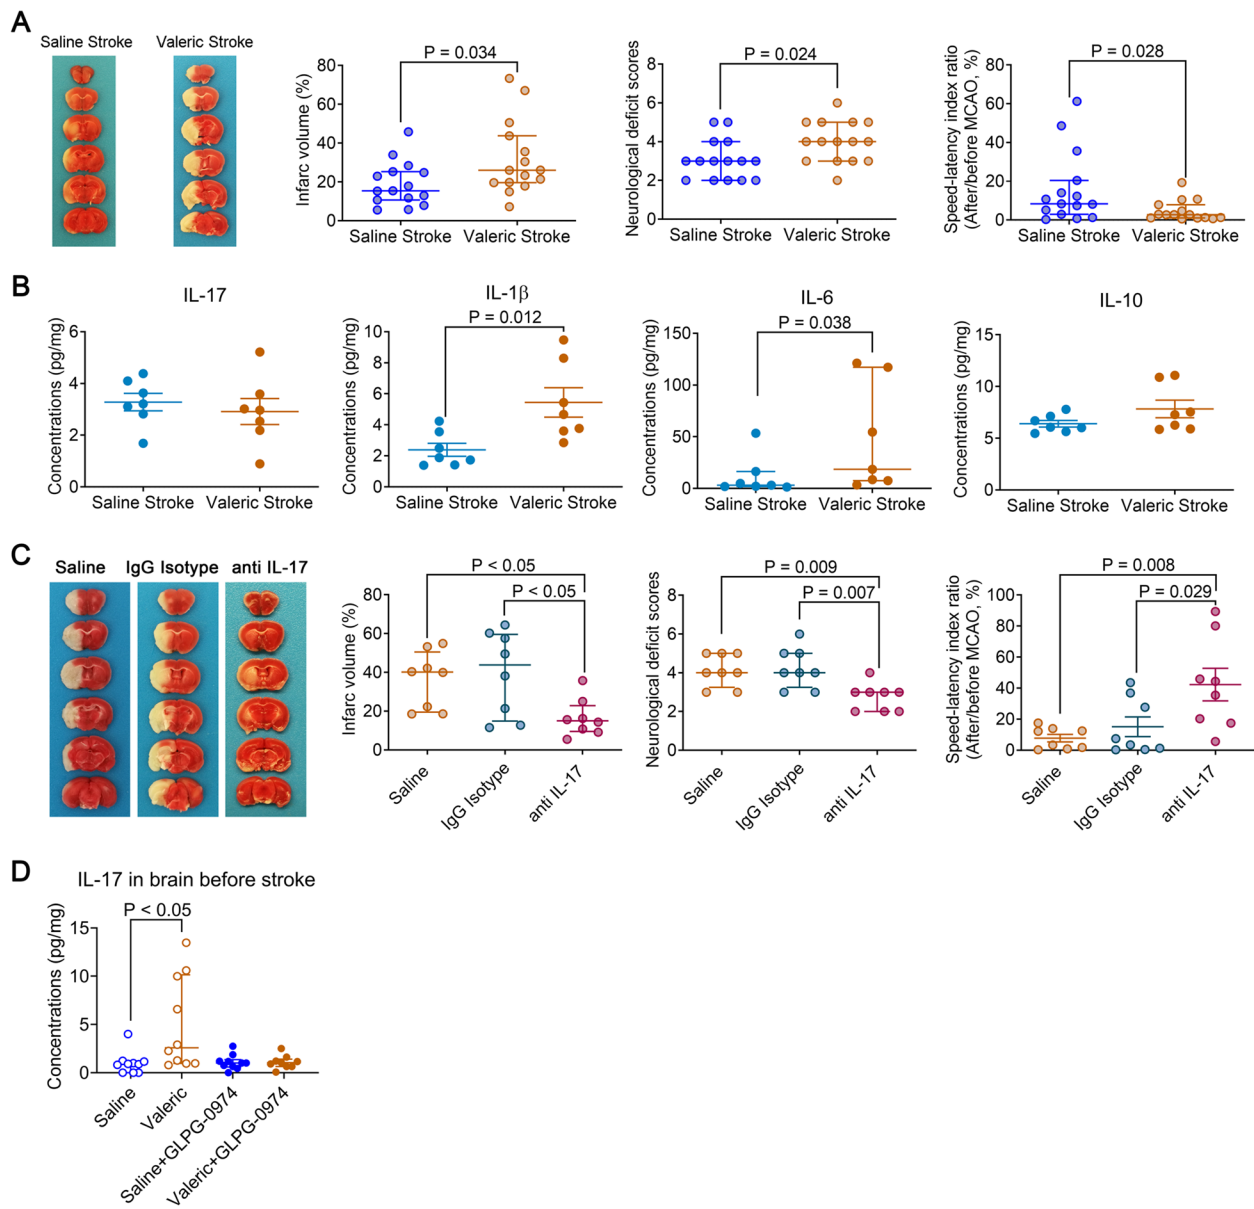 A
Saline Stroke
Valeric Stroke
Infarc volume (%)
80
60
40
20
0
P = 0.034
Saline Stroke
Valeric Stroke
Neurological deficit scores
8
6
4
2
0
P = 0.024
Saline Stroke
Valeric Stroke
Speed-latency index ratio
(After/before MCAO, %)
80
60
40
20
0
P = 0.028
Saline Stroke
Valeric Stroke
B
IL-17
Concentrations (pg/mg)
6
4
2
0
Saline Stroke
Valeric Stroke
IL-1β
Concentrations (pg/mg)
10
8
6
4
2
0
P = 0.012
Saline Stroke
Valeric Stroke
IL-6
Concentrations (pg/mg)
150
100
50
0
P = 0.038
Saline Stroke
Valeric Stroke
IL-10
Concentrations (pg/mg)
15
10
5
0
Saline Stroke
Valeric Stroke
C
Saline
IgG Isotype
anti IL-17
Infarc volume (%)
80
60
40
20
0
P < 0.05
P < 0.05
Saline
IgG Isotype
anti IL-17
Neurological deficit scores
8
6
4
2
0
P = 0.009
P = 0.007
Saline
IgG Isotype
anti IL-17
Speed-latency index ratio
(After/before MCAO, %)
100
80
60
40
20
0
P = 0.008
P = 0.029
Saline
IgG Isotype
anti IL-17
D
IL-17 in brain before stroke
Concentrations (pg/mg)
15
10
5
0
P < 0.05
Saline
Valeric
Saline+GLPG-0974
Valeric+GLPG-0974